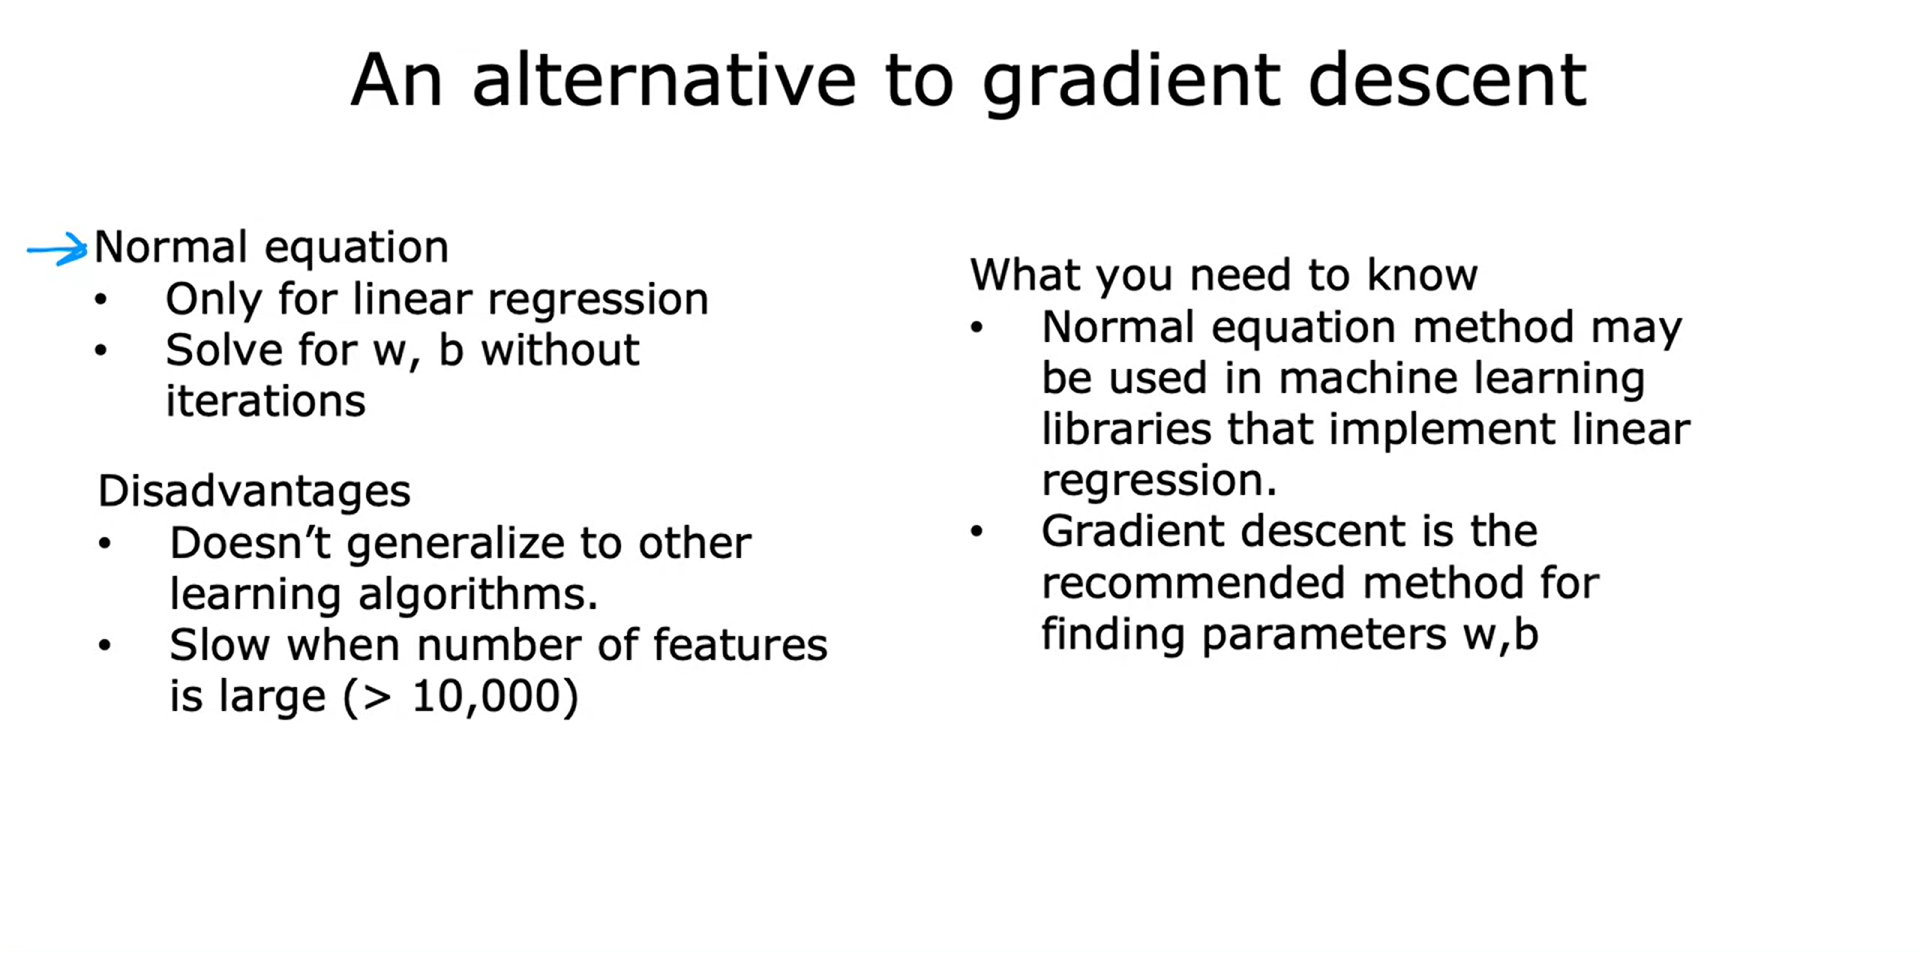 An alternative to gradient descent
Normal equation
• Only for linear regression
• Solve for w, b without
iterations
Disadvantages
• Doesn’t generalize to other
learning algorithms.
• Slow when number of features
is large (> 10,000)
What you need to know
• Normal equation method may
be used in machine learning
libraries that implement linear
regression.
• Gradient descent is the
recommended method for
finding parameters w,b